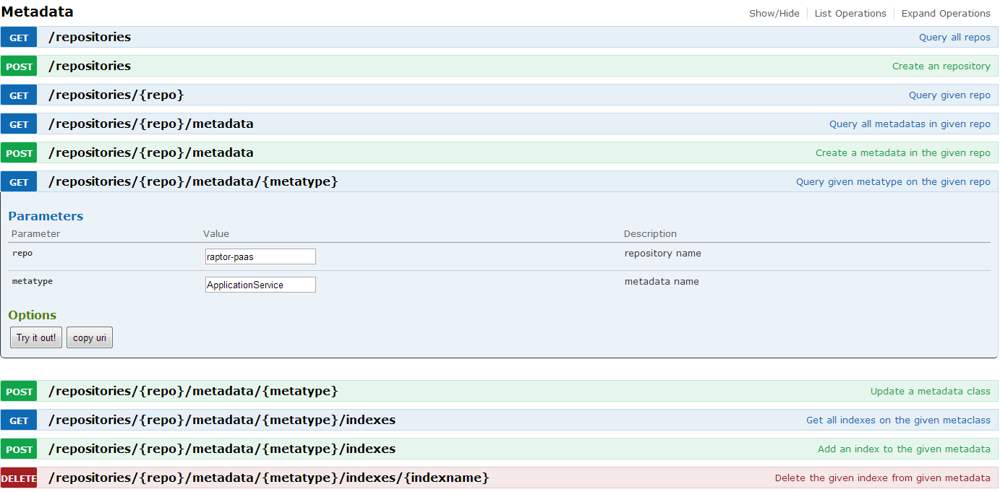 Metadata Show/Hide List Operations Expand Operations
GET /repositories Query all repos
POST /repositories Create an repository
GET /repositories/{repo} Query given repo
GET /repositories/{repo}/metadata Query all metadatas in given repo
POST /repositories/{repo}/metadata Create a metadata in the given repo
GET /repositories/{repo}/metadata/{metatype} Query given metatype on the given repo
Parameters
Parameter Value Description
repo raptor-paas repository name
metatype ApplicationService metadata name
Options
Try it out! copy uri
POST /repositories/{repo}/metadata/{metatype} Update a metadata class
GET /repositories/{repo}/metadata/{metatype}/indexes Get all indexes on the given metaclass
POST /repositories/{repo}/metadata/{metatype}/indexes Add an index to the given metadata
DELETE /repositories/{repo}/metadata/{metatype}/indexes/{indexname} Delete the given indexe from given metadata